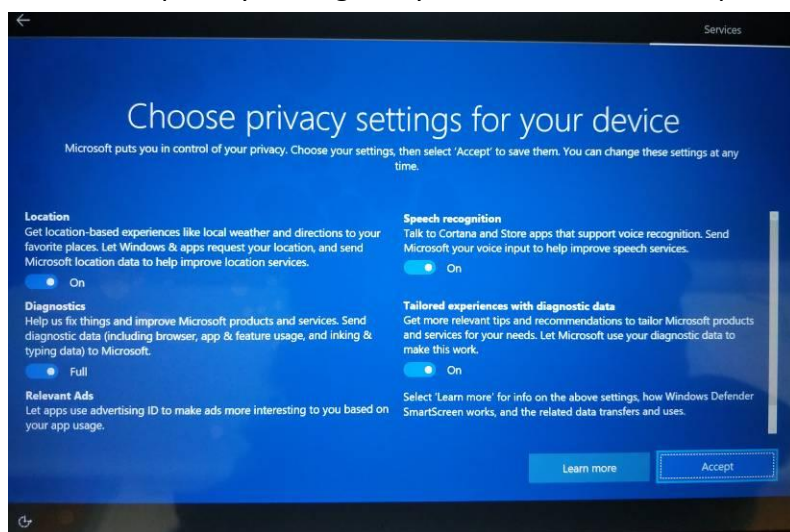 Services
Choose privacy settings for your device
Microsoft puts you in control of your privacy. Choose your settings, then select 'Accept' to save them. You can change these settings at any
time.
Location
Get location-based experiences like local weather and directions to your
favorite places. Let Windows & apps request your location, and send
Microsoft location data to help improve location services.
On
Diagnostics
Help us fix things and improve Microsoft products and services. Send
diagnostic data (including browser, app & feature usage, and inking &
typing data) to Microsoft.
Full
Relevant Ads
Let apps use advertising ID to make ads more interesting to you based on
your app usage.
Speech recognition
Talk to Cortana and Store apps that support voice recognition. Send
Microsoft your voice input to help improve speech services.
On
Tailored experiences with diagnostic data
Get more relevant tips and recommendations to tailor Microsoft products
and services for your needs. Let Microsoft use your diagnostic data to
make this work.
On
Select 'Learn more' for info on the above settings, how Windows Defender
SmartScreen works, and the related data transfers and uses.
Learn more
Accept